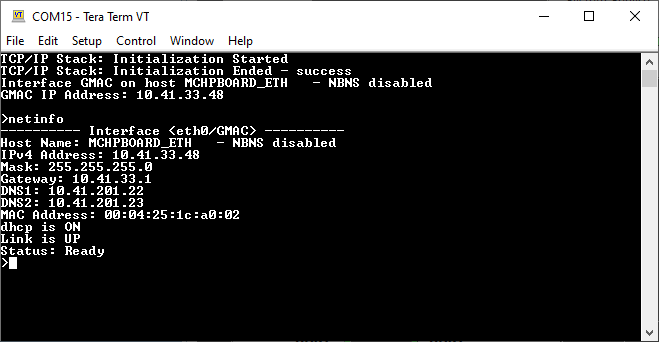 COM15 - Tera Term VT
File Edit Setup Control Window Help
TCP/IP Stack: Initialization Started
TCP/IP Stack: Initialization Ended - success
Interface GMAC on host MCHPBOARD_ETH   - NBNS disabled
GMAC IP Address: 10.41.33.48
>netinfo
---------- Interface <eth0/GMAC> ----------
Host Name: MCHPBOARD_ETH   - NBNS disabled
IPv4 Address: 10.41.33.48
Mask: 255.255.255.0
Gateway: 10.41.33.1
DNS1: 10.41.201.22
DNS2: 10.41.201.23
MAC Address: 00:04:25:1c:a0:02
dhcp is ON
Link is UP
Status: Ready
>